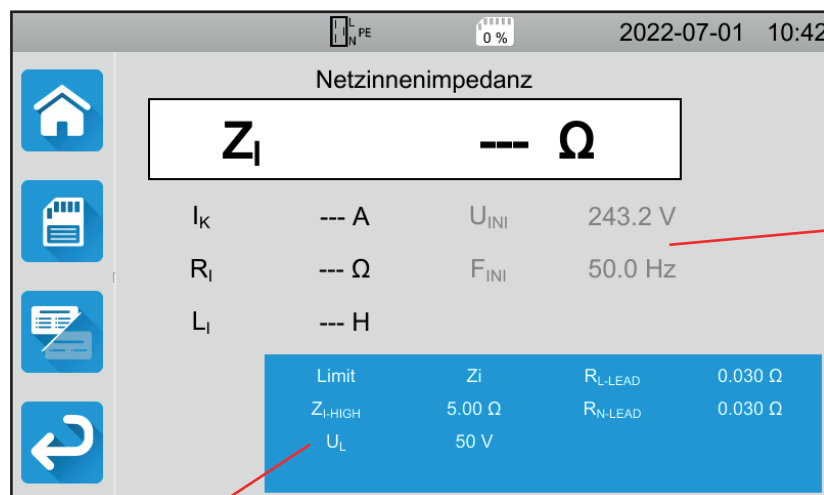 L
N PE
0 %
2022-07-01 10:42
Netzinnenimpedanz
ZI --- Ω
IK --- A UINI 243.2 V
RI --- Ω FINI 50.0 Hz
LI --- H
Limit Zi RL-LEAD 0.030 Ω
ZI-HIGH 5.00 Ω RN-LEAD 0.030 Ω
UL 50 V